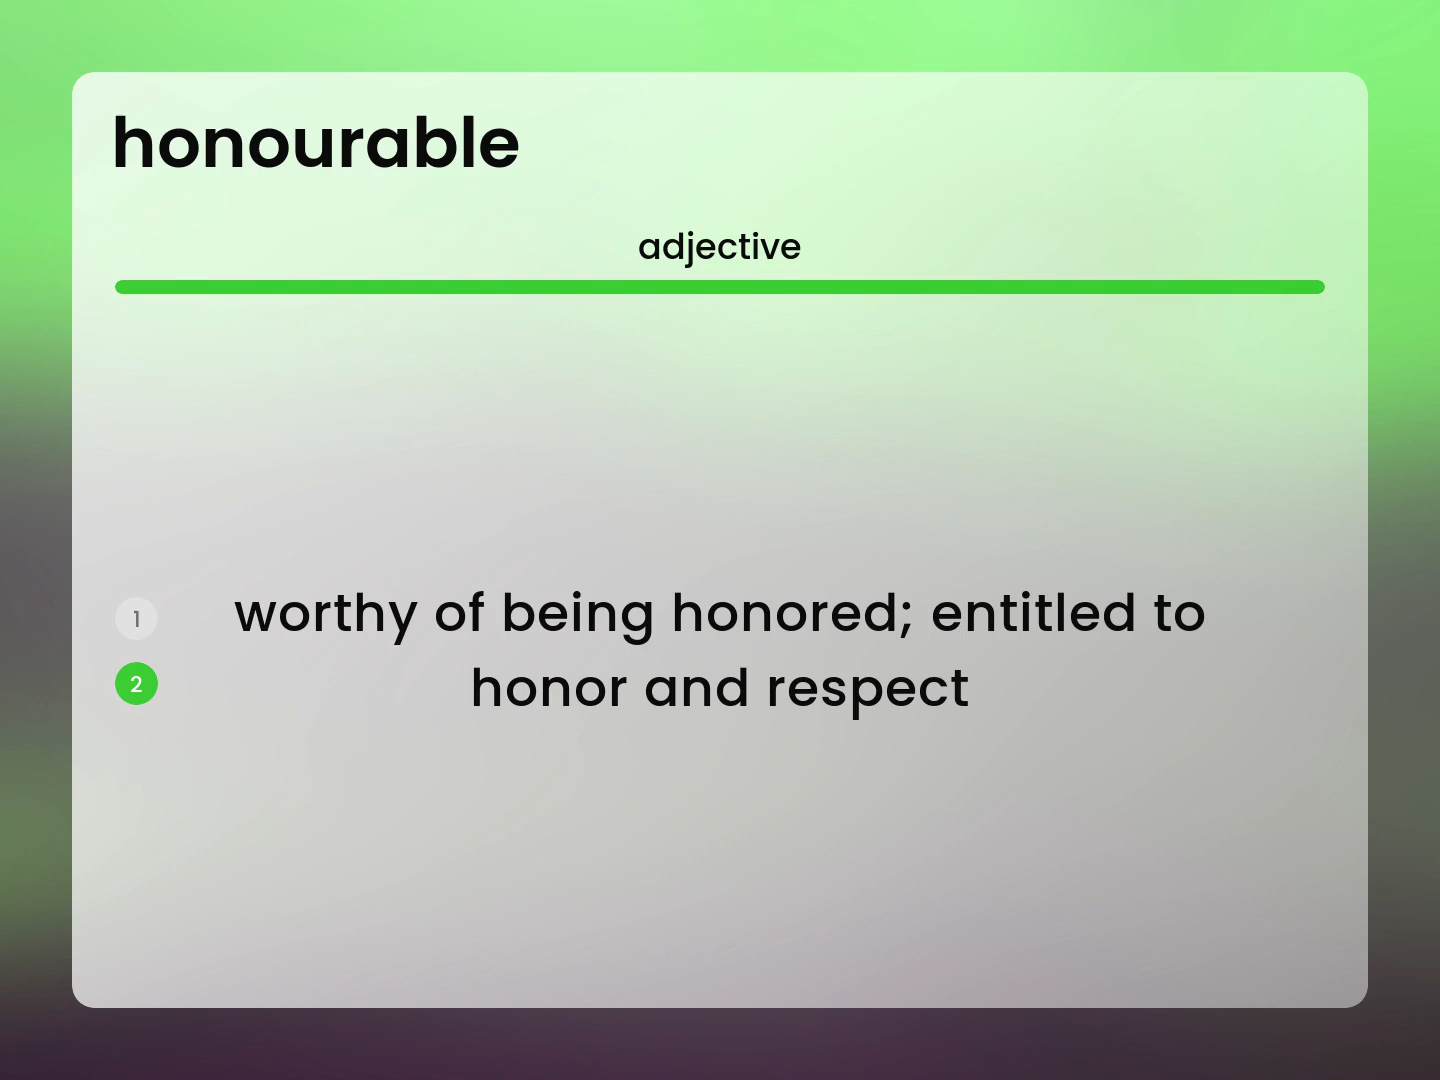 honourable
adjective
1
worthy of being honored; entitled to
2
honor and respect